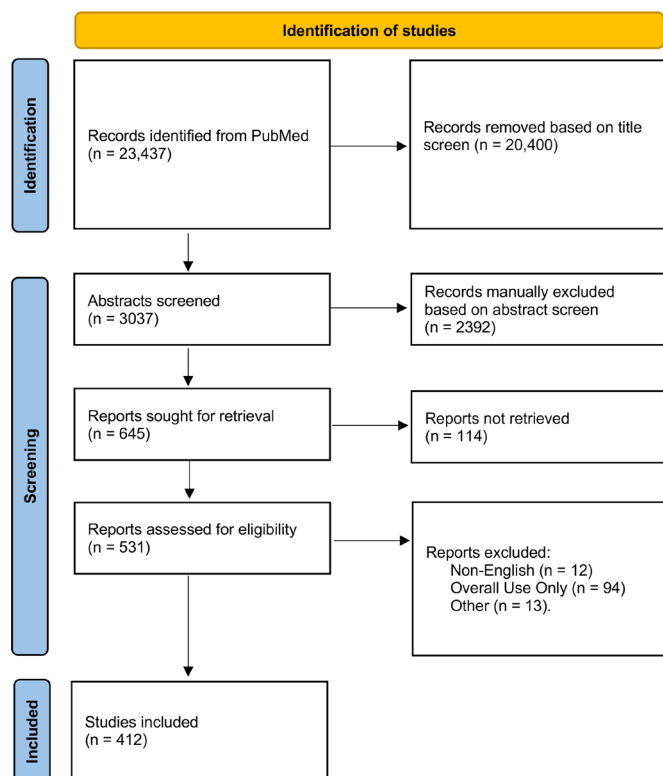 Identification of studies
Identification
Records identified from PubMed
(n = 23,437)
Records removed based on title
screen (n = 20,400)
Screening
Abstracts screened
(n = 3037)
Records manually excluded
based on abstract screen
(n = 2392)
Reports sought for retrieval
(n = 645)
Reports not retrieved
(n = 114)
Reports assessed for eligibility
(n = 531)
Reports excluded:
Non-English (n = 12)
Overall Use Only (n = 94)
Other (n = 13).
Included
Studies included
(n = 412)